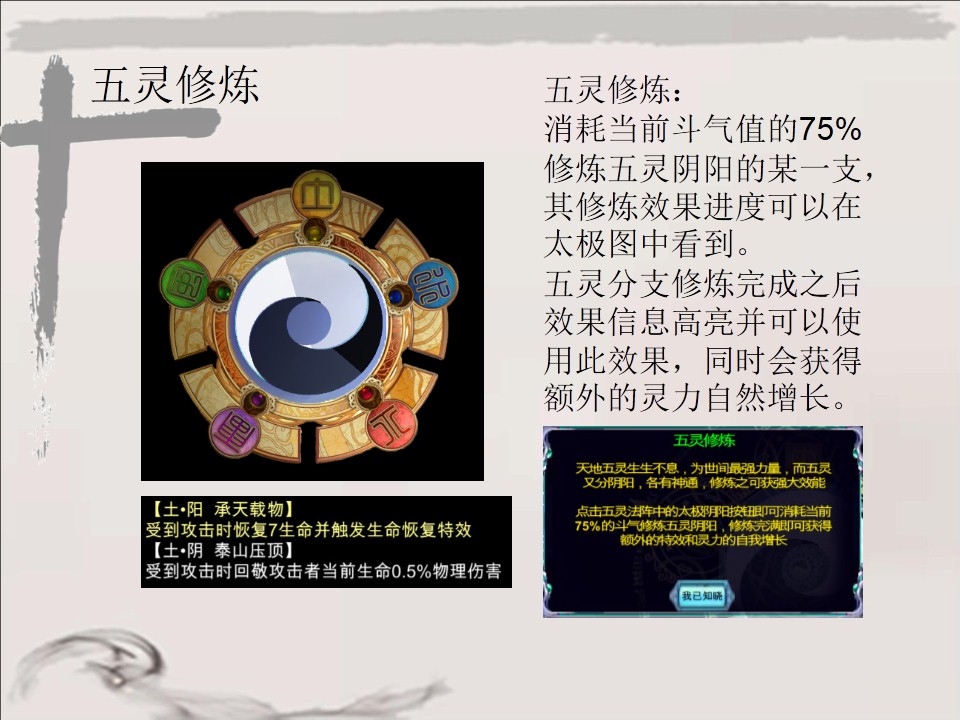 五灵修炼
五灵修炼：
消耗当前斗气值的75%
修炼五灵阴阳的某一支，
其修炼效果进度可以在
太极图中看到。
五灵分支修炼完成之后
效果信息高亮并可以使
用此效果，同时会获得
额外的灵力自然增长。
【土•阳 承天载物】
受到攻击时恢复7生命并触发生命恢复特效
【土•阴 泰山压顶】
受到攻击时回敬攻击者当前生命0.5%物理伤害
五灵修炼
天地五灵生生不息，为世间最强力量，而五灵
又分阴阳，各有神通，修炼之可获强大效能
点击五灵法阵中的太极阴阳按钮即可消耗当前
75%的斗气修炼五灵阴阳，修炼完满即可获得
额外的特效和灵力的自我增长
我已知晓